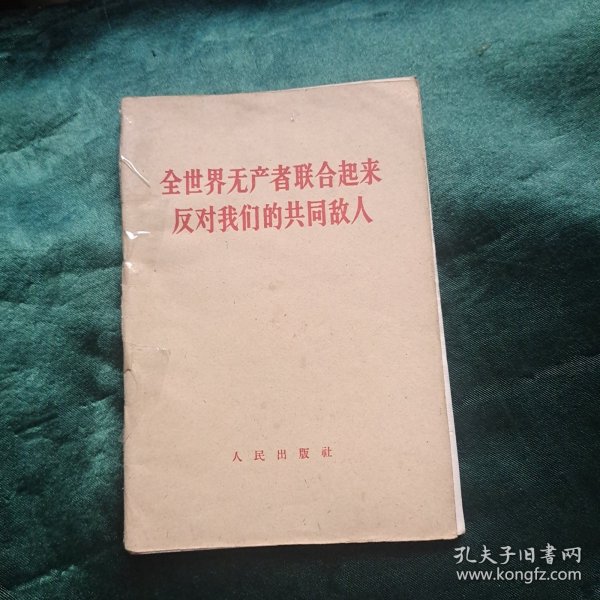 全世界无产者联合起来
反对我们的共同敌人
人民出版社
孔夫子旧書网
www.kongfz.com